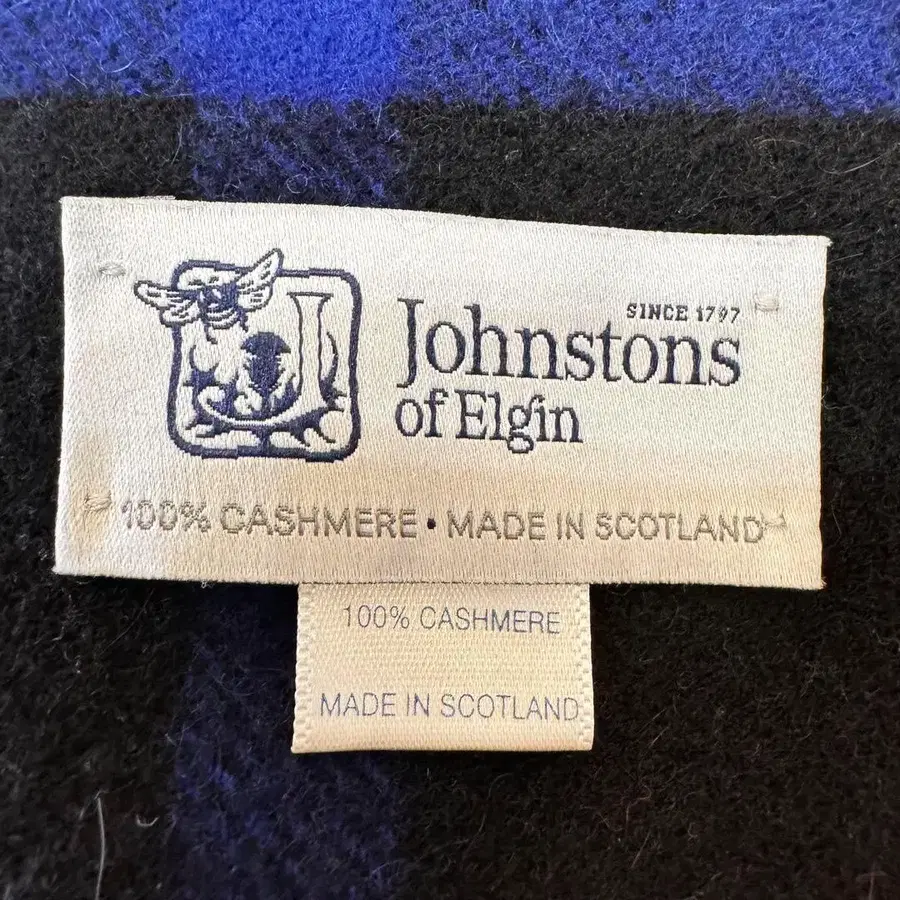 SINCE 1797
Johnstons
of Elgin
100% CASHMERE • MADE IN SCOTLAND
100% CASHMERE
MADE IN SCOTLAND